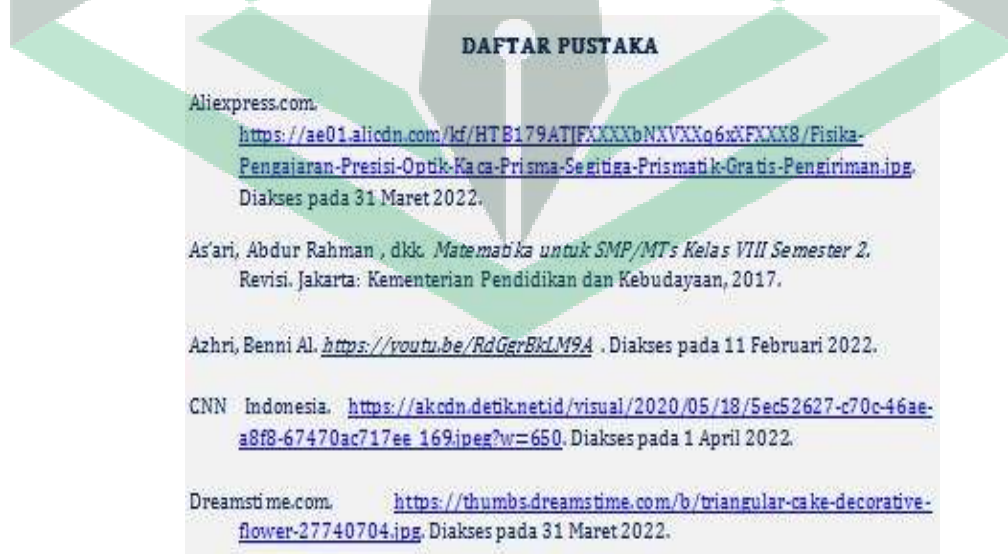 DAFTAR PUSTAKA
Aliexpress.com.
https://ae01.alicdn.com/kf/HTB179ATJFXXXXbNXVXXq6xXFXXX8/Fisika-
Pengajaran-Presisi-Optik-Kaca-Prisma-Segitiga-Prismatik-Gratis-Pengiriman.jpg.
Diakses pada 31 Maret 2022.
As'ari, Abdur Rahman , dkk. Matematika untuk SMP/MTs Kelas VIII Semester 2.
Revisi. Jakarta: Kementerian Pendidikan dan Kebudayaan, 2017.
Azhri, Benni Al. https://youtu.be/RdGgrBkLM9A . Diakses pada 11 Februari 2022.
CNN Indonesia. https://akcdn.detik.net.id/visual/2020/05/18/5ec52627-c70c-46ae-
a8f8-67470ac717ee_169.jpeg?w=650. Diakses pada 1 April 2022.
Dreamstime.com. https://thumbs.dreamstime.com/b/triangular-cake-decorative-
flower-27740704.jpg. Diakses pada 31 Maret 2022.